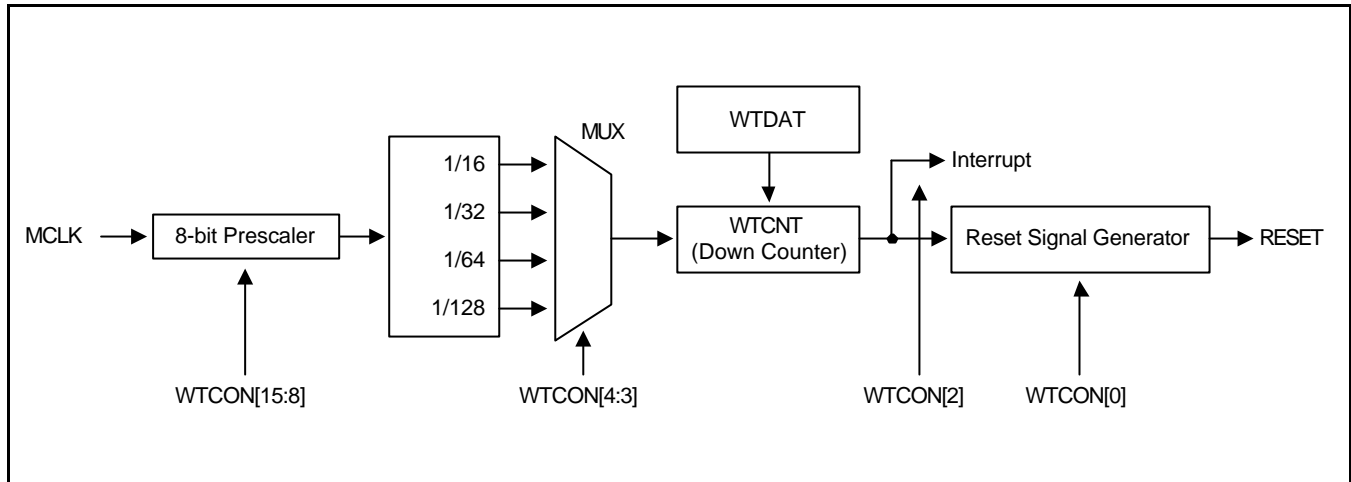 MCLK
8-bit Prescaler
WTCON[15:8]
1/16
1/32
1/64
1/128
MUX
WTCON[4:3]
WTDAT
WTCNT
(Down Counter)
Interrupt
WTCON[2]
Reset Signal Generator
WTCON[0]
RESET